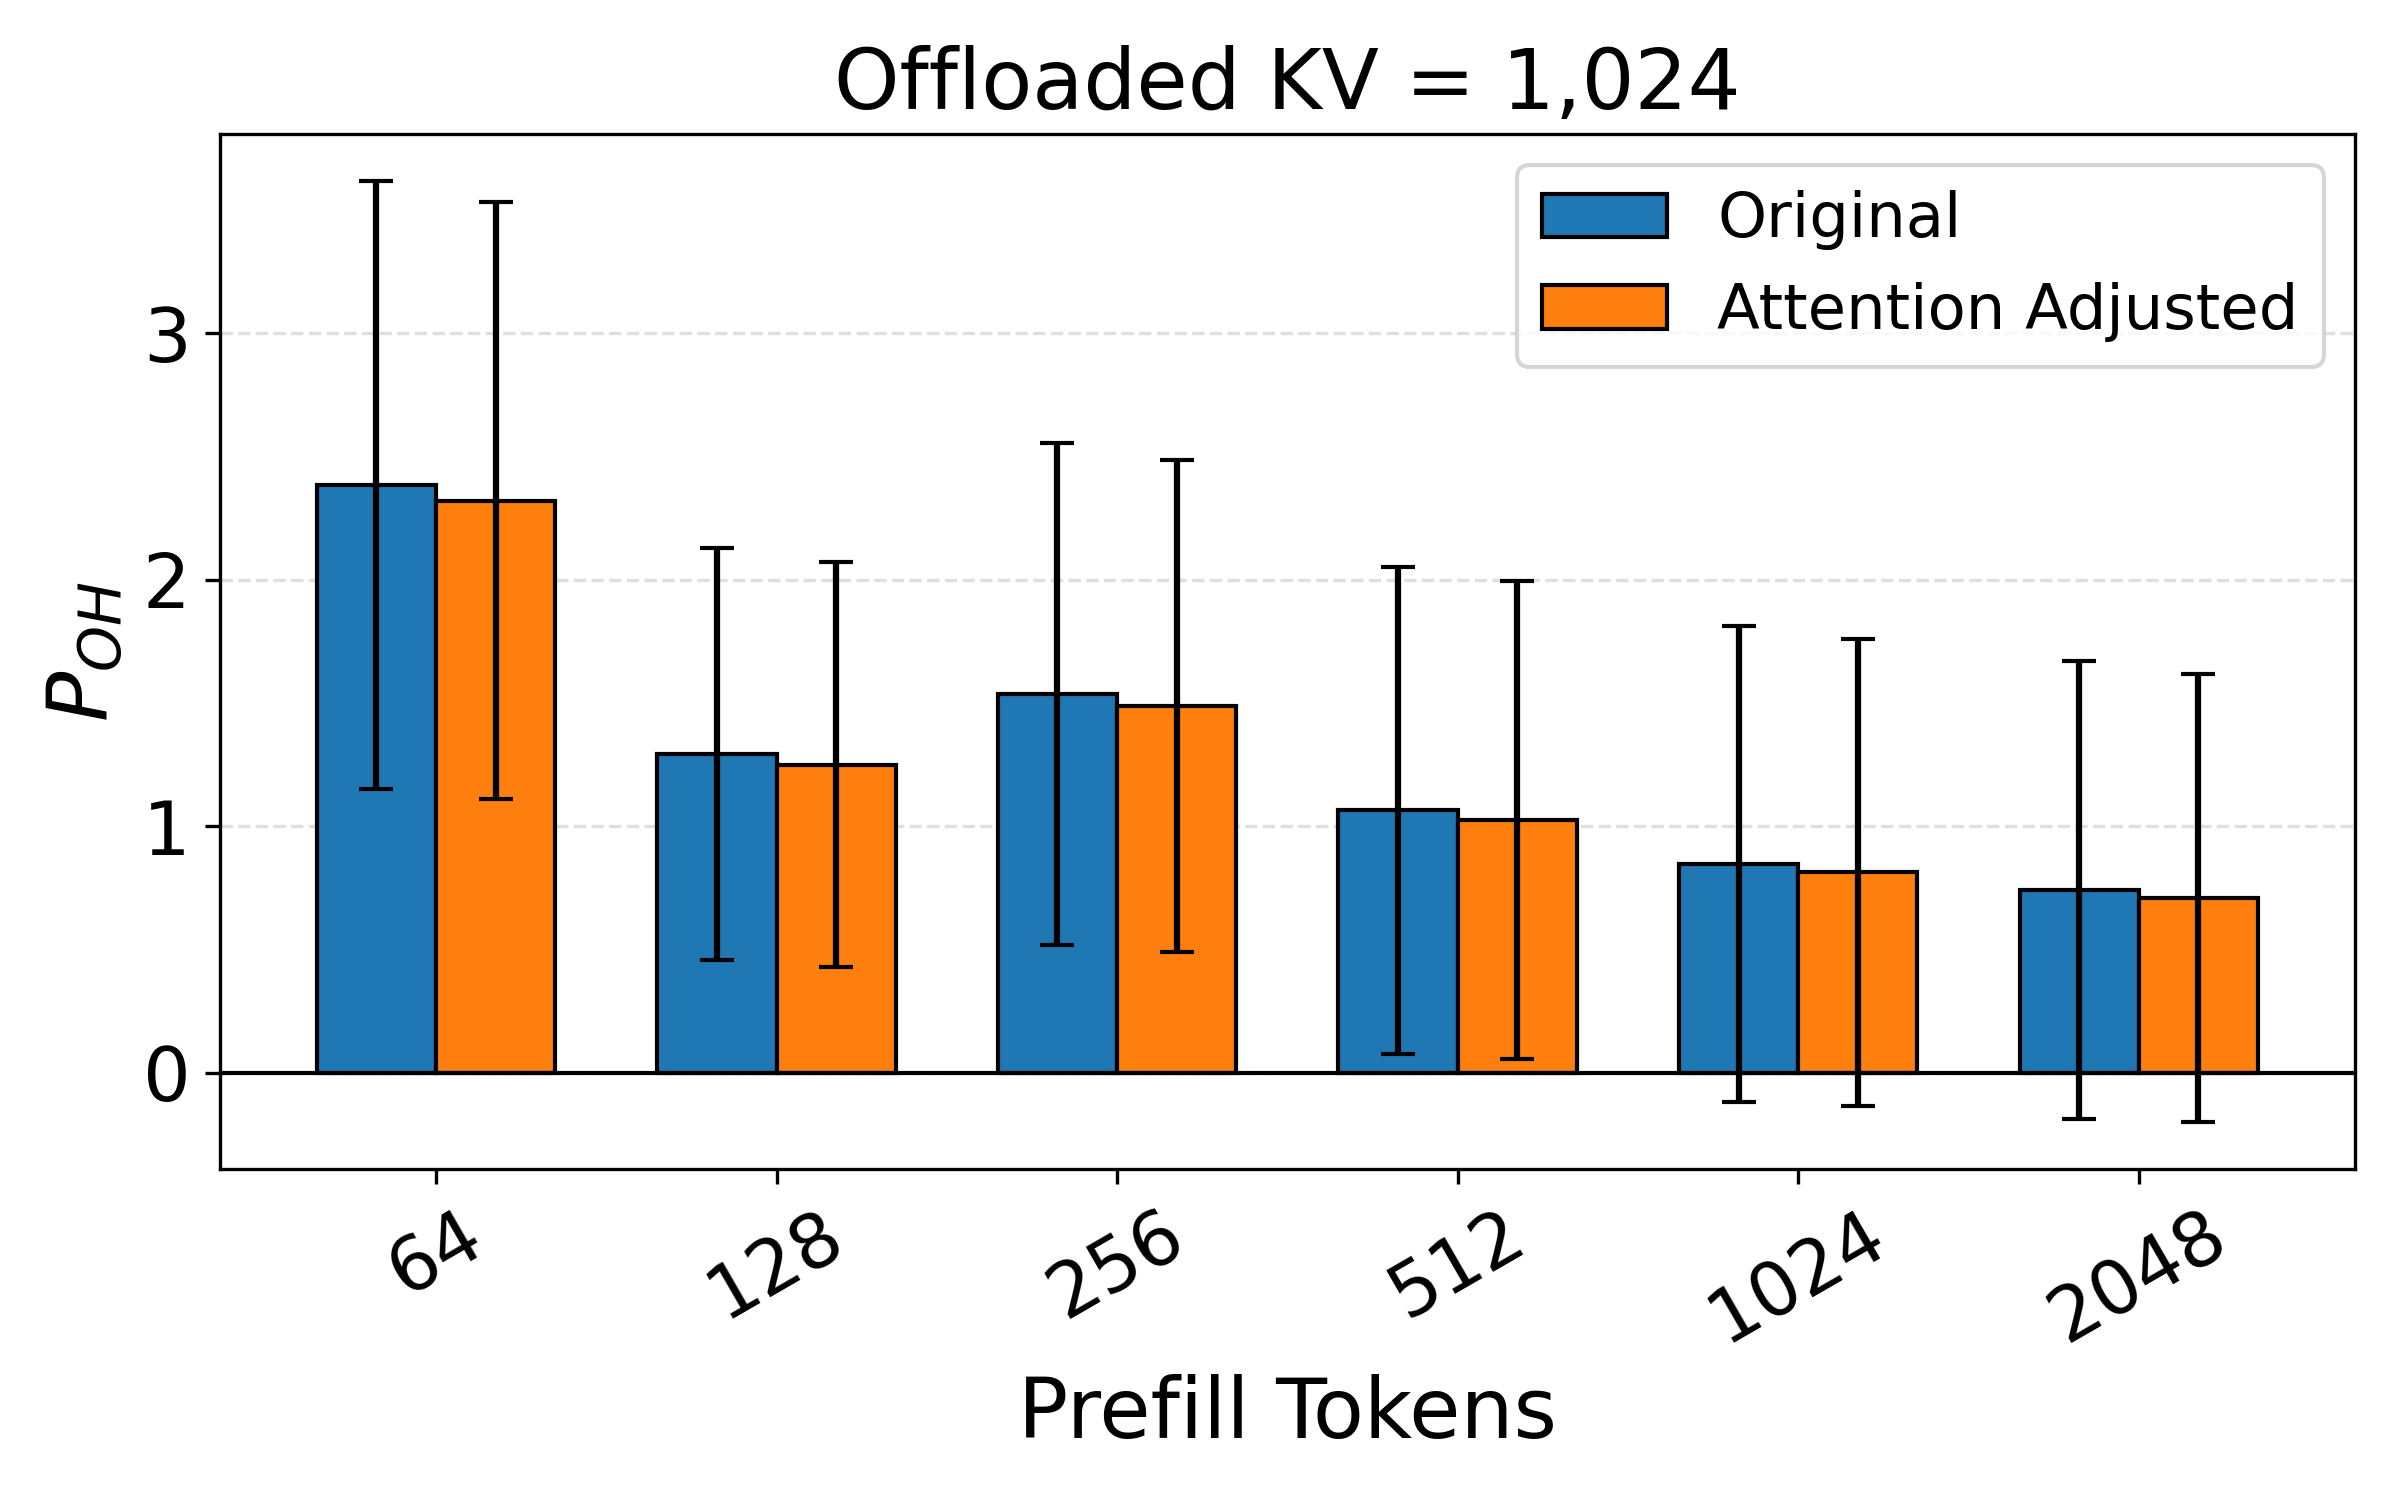 Offloaded KV = 1,024
Original
Attention Adjusted
3
2
1
0
P_OH
64
128
256
512
1024
2048
Prefill Tokens